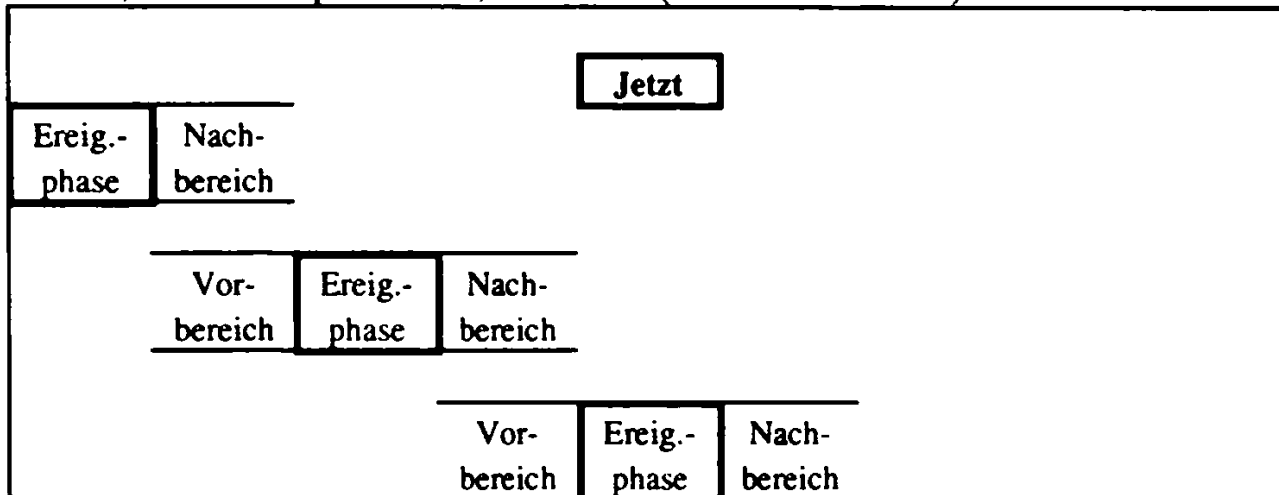 Jetzt
Ereig.- Nach-
phase bereich
Vor- Ereig.- Nach-
bereich phase bereich
Vor- Ereig.- Nach-
bereich phase bereich